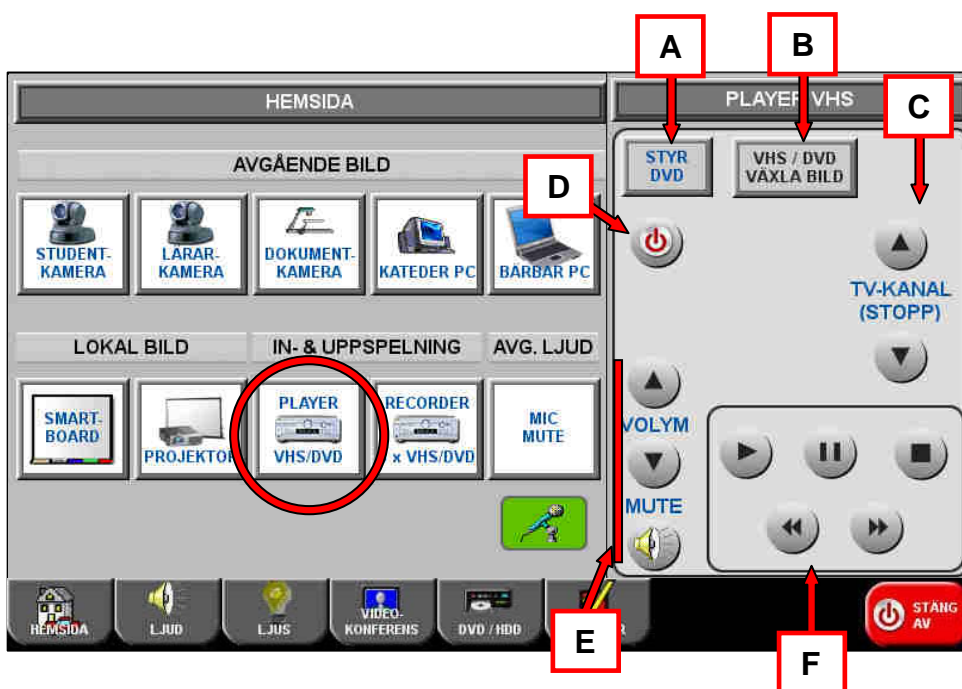 A
B
C
D
HEMSIDA
PLAYER VHS
AVGÅENDE BILD
STYR
DVD
VHS / DVD
VÄXLA BILD
STUDENT-
KAMERA
LÄRAR-
KAMERA
DOKUMENT-
KAMERA
KATEDER PC
BÄRBAR PC
TV-KANAL
(STOPP)
LOKAL BILD
IN- & UPPSPELNING
AVG. LJUD
SMART-
BOARD
PROJEKTOR
PLAYER
VHS/DVD
RECORDER
x VHS/DVD
MIC
MUTE
VOLYM
MUTE
HEMSIDA
LJUD
LJUS
VIDEO-
KONFERENS
DVD / HDD
STÄNG
AV
E
F